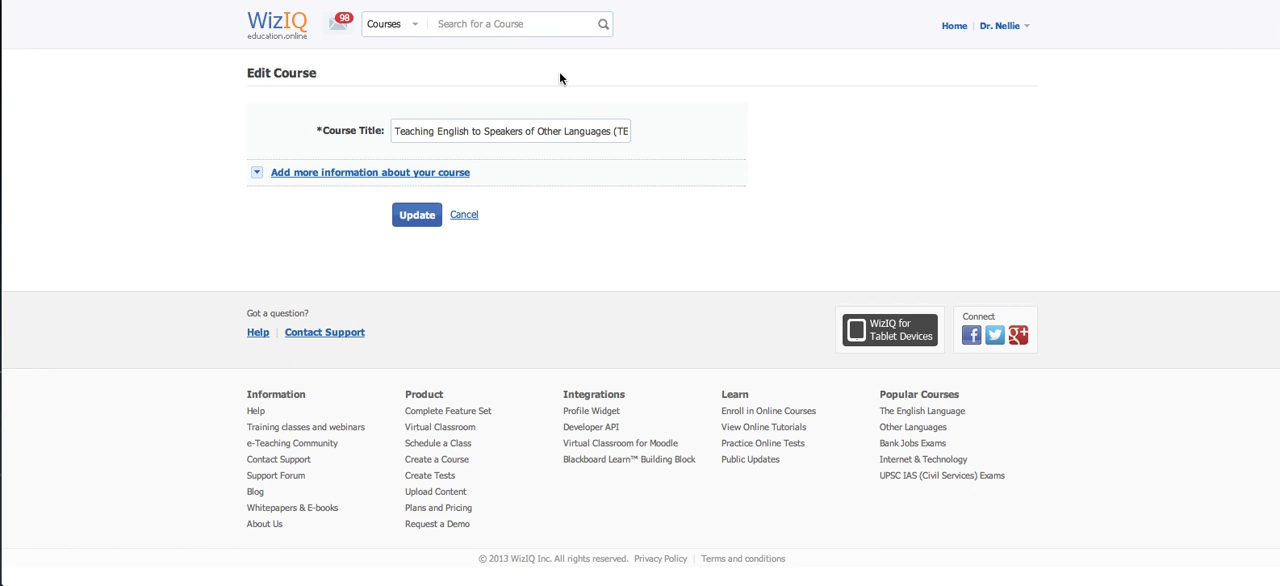 WizIQ
education.online
98
Courses
Search for a Course
Home | Dr. Nellie
Edit Course
*Course Title: Teaching English to Speakers of Other Languages (TE
Add more information about your course
Update Cancel
Got a question?
Help | Contact Support
WizIQ for
Tablet Devices
Connect
Information
Help
Training classes and webinars
e-Teaching Community
Contact Support
Support Forum
Blog
Whitepapers & E-books
About Us
Product
Complete Feature Set
Virtual Classroom
Schedule a Class
Create a Course
Create Tests
Upload Content
Plans and Pricing
Request a Demo
Integrations
Profile Widget
Developer API
Virtual Classroom for Moodle
Blackboard Learn™ Building Block
Learn
Enroll in Online Courses
View Online Tutorials
Practice Online Tests
Public Updates
Popular Courses
The English Language
Other Languages
Bank Jobs Exams
Internet & Technology
UPSC IAS (Civil Services) Exams
© 2013 WizIQ Inc. All rights reserved. Privacy Policy | Terms and conditions